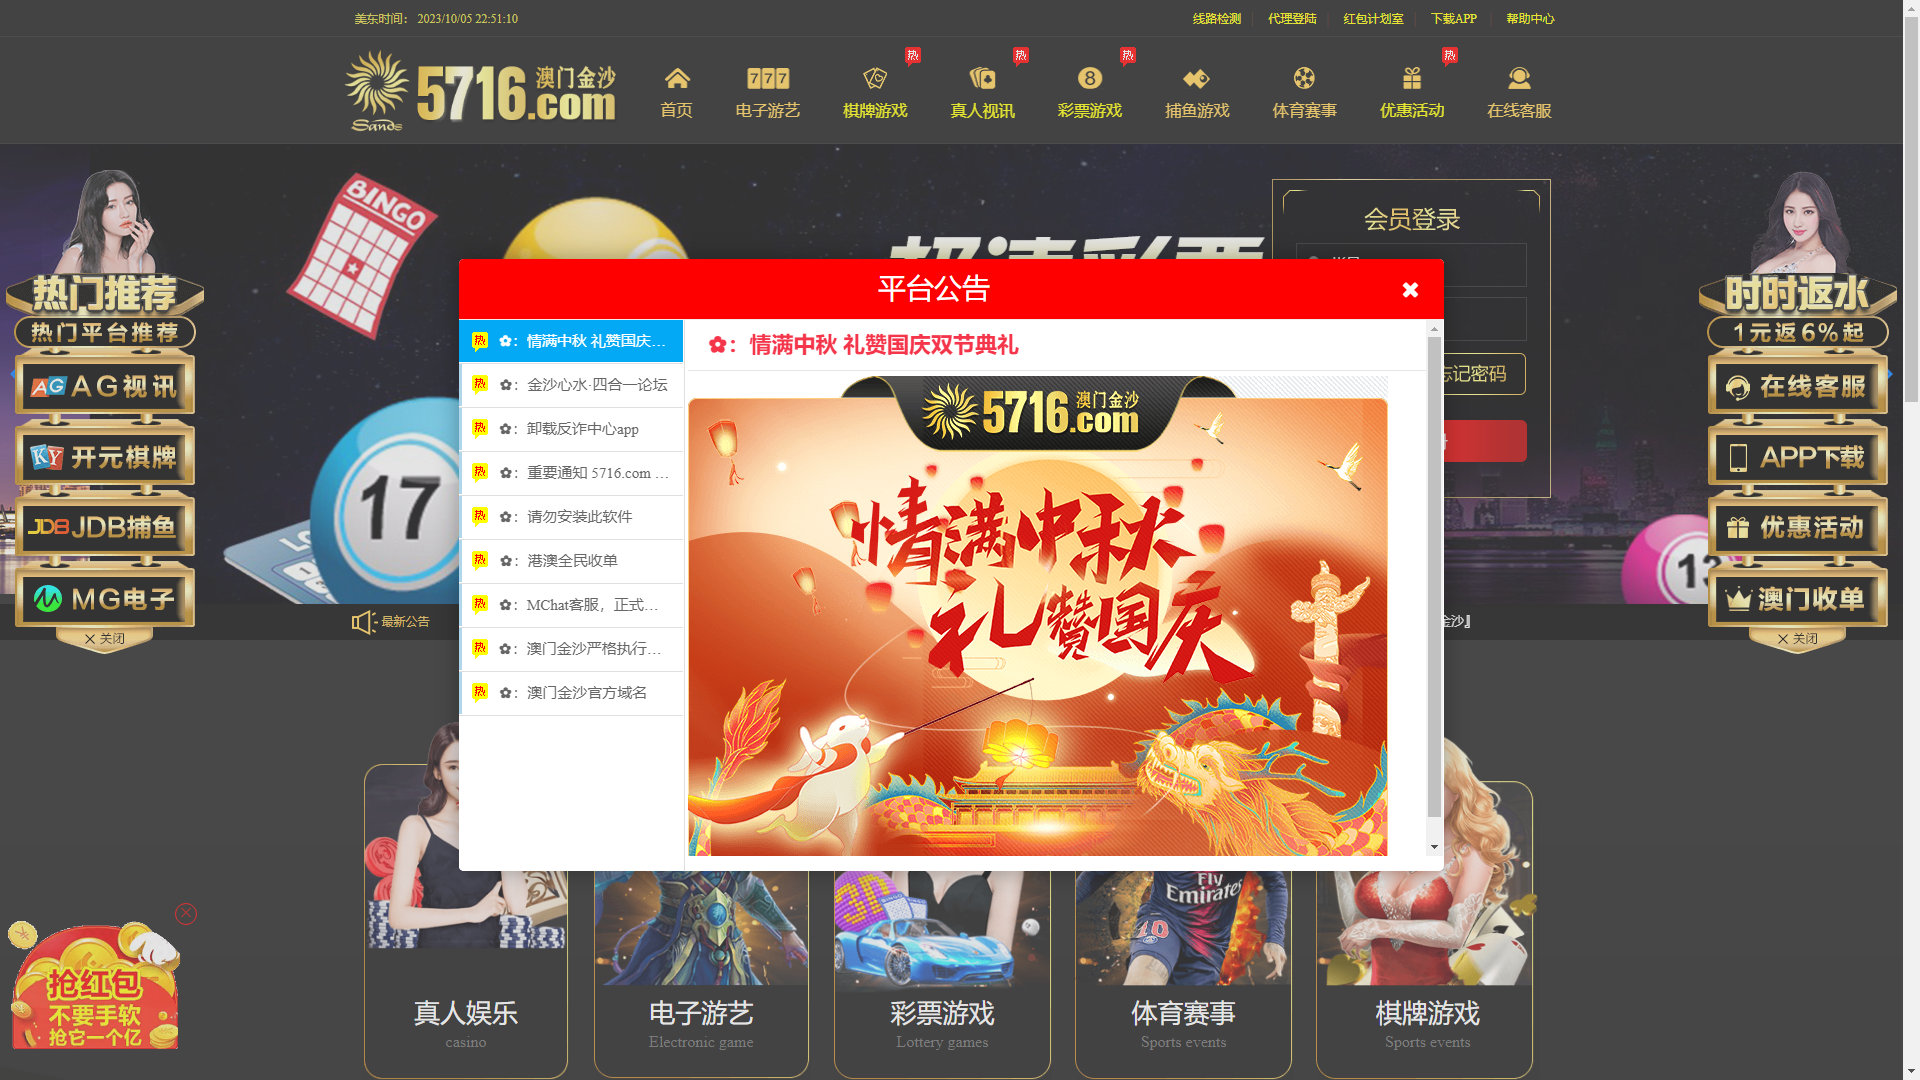 美东时间： 2023/10/05 22:51:10
线路检测 代理登陆 红包计划室 下载APP 帮助中心
5716.com 澳门金沙
Sands
首页 电子游艺 棋牌游戏 真人视讯 彩票游戏 捕鱼游戏 体育赛事 优惠活动 在线客服
777
8
热 热 热 热
BINGO
17
13
会员登录
忘记密码
平台公告
热 ✿：情满中秋 礼赞国庆...
热 ✿：金沙心水·四合一论坛
热 ✿：卸载反诈中心app
热 ✿：重要通知 5716.com ...
热 ✿：请勿安装此软件
热 ✿：港澳全民收单
热 ✿：MChat客服，正式...
热 ✿：澳门金沙严格执行...
热 ✿：澳门金沙官方域名
✿：情满中秋 礼赞国庆双节典礼
5716.com 澳门金沙
情满中秋
礼赞国庆
热门推荐
热门平台推荐
AG AG视讯
KY 开元棋牌
JDB JDB捕鱼
MG电子
关闭
时时返水
1元返6%起
在线客服
APP下载
优惠活动
澳门收单
关闭
最新公告
金沙』
抢红包
不要手软
抢它一个亿
Fly
Emirates
10
真人娱乐
casino
电子游艺
Electronic game
彩票游戏
Lottery games
体育赛事
Sports events
棋牌游戏
Sports events